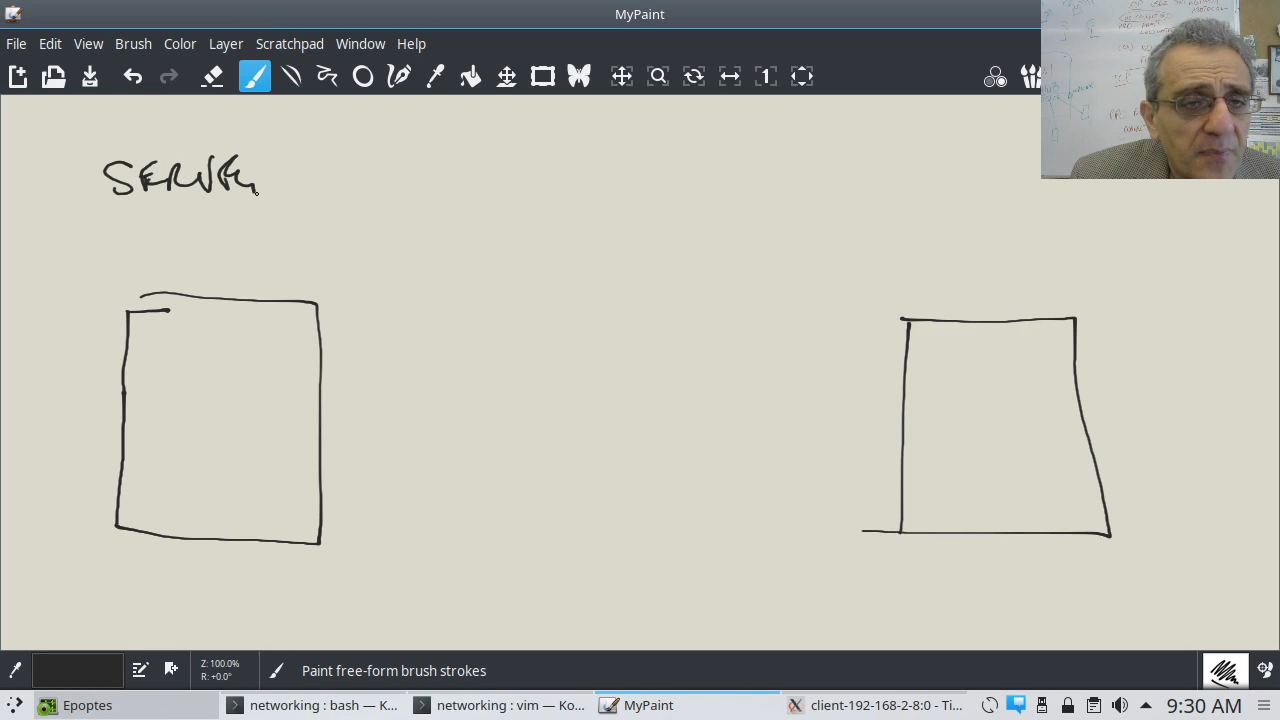 MyPaint
File Edit View Brush Color Layer Scratchpad Window Help
SERVER
Z: 100.0%
R: +0.0°
Paint free-form brush strokes
Epoptes
networking : bash — K...
networking : vim — Ko...
MyPaint
client-192-168-2-8:0 - Ti...
9:30 AM